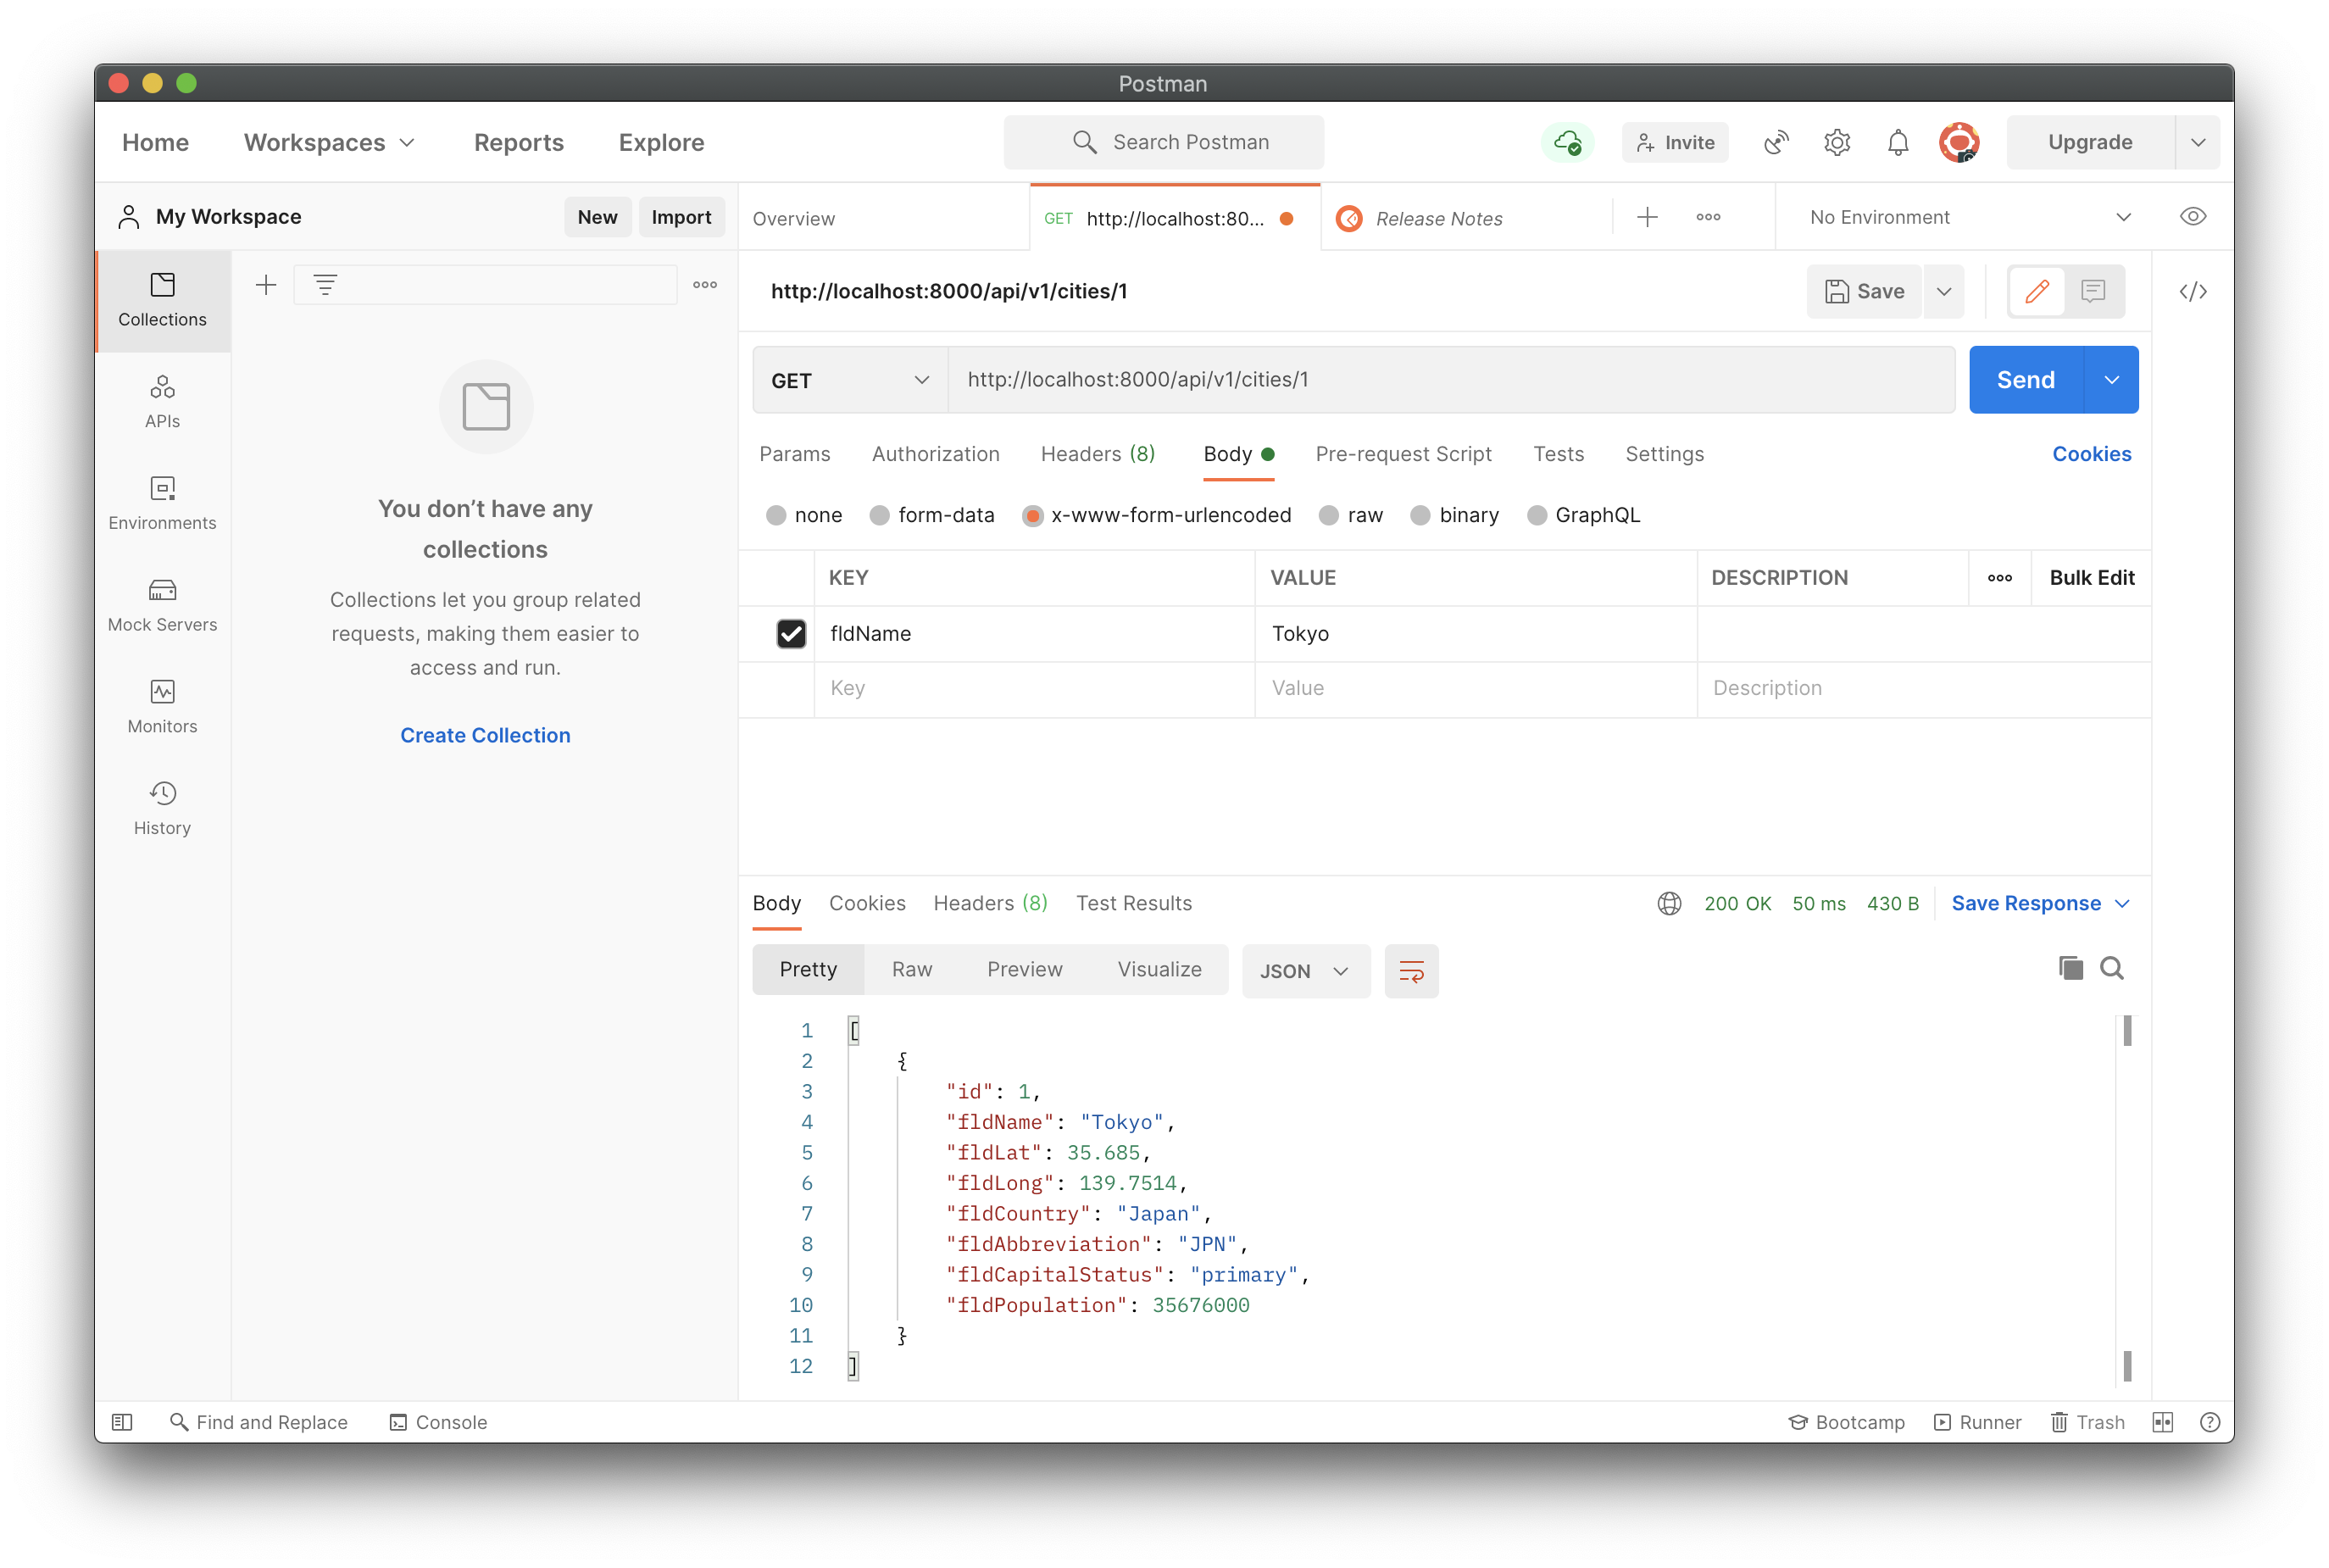 Postman
Home Workspaces Reports Explore Search Postman Invite Upgrade
My Workspace New Import Overview GET http://localhost:80... Release Notes No Environment
Collections
APIs
Environments
Mock Servers
Monitors
History
You don’t have any
collections
Collections let you group related
requests, making them easier to
access and run.
Create Collection
http://localhost:8000/api/v1/cities/1 Save
GET http://localhost:8000/api/v1/cities/1 Send
Params Authorization Headers (8) Body Pre-request Script Tests Settings Cookies
none form-data x-www-form-urlencoded raw binary GraphQL
KEY VALUE DESCRIPTION Bulk Edit
fldName Tokyo
Key Value Description
Body Cookies Headers (8) Test Results 200 OK 50 ms 430 B Save Response
Pretty Raw Preview Visualize JSON
1 [
2 {
3 "id": 1,
4 "fldName": "Tokyo",
5 "fldLat": 35.685,
6 "fldLong": 139.7514,
7 "fldCountry": "Japan",
8 "fldAbbreviation": "JPN",
9 "fldCapitalStatus": "primary",
10 "fldPopulation": 35676000
11 }
12 ]
Find and Replace Console Bootcamp Runner Trash